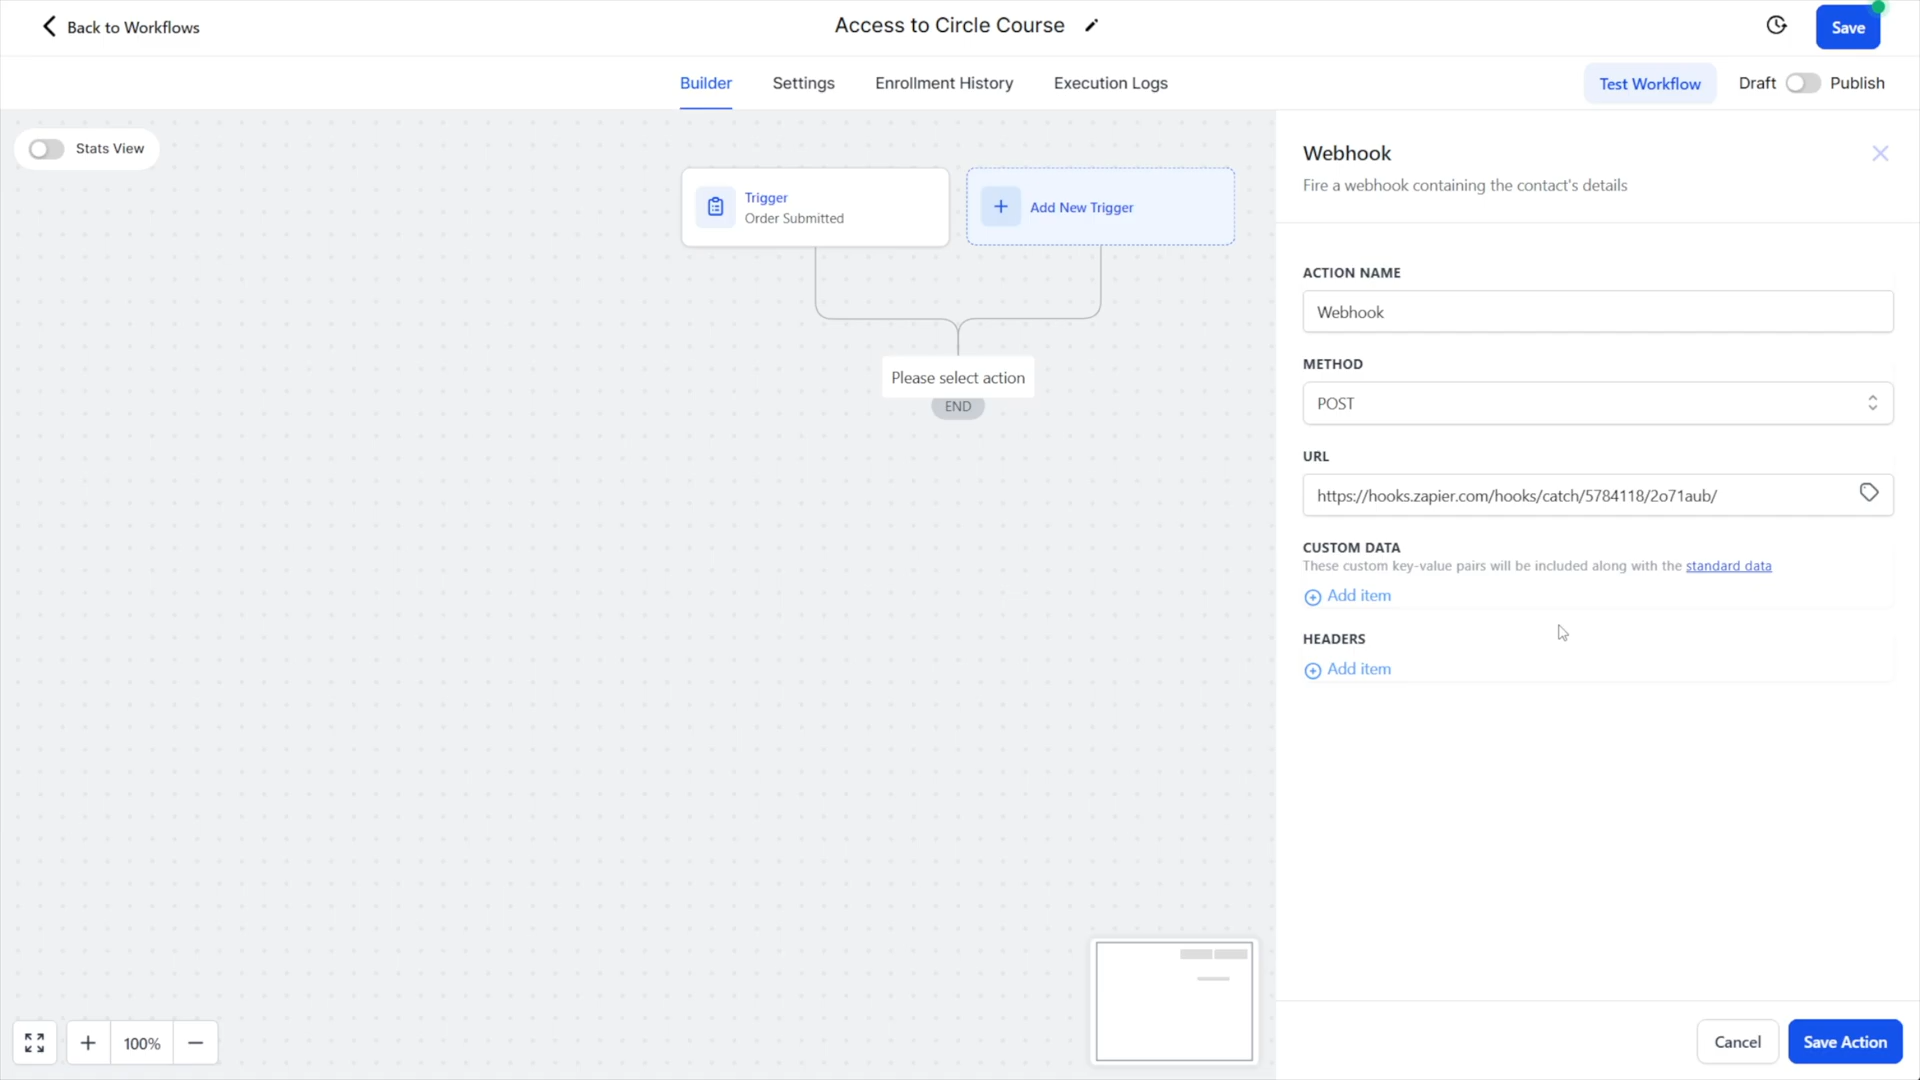 Back to Workflows
Access to Circle Course
Save
Builder
Settings
Enrollment History
Execution Logs
Test Workflow
Draft
Publish
Stats View
Trigger
Order Submitted
Add New Trigger
Please select action
END
100%
Webhook
Fire a webhook containing the contact's details
ACTION NAME
Webhook
METHOD
POST
URL
https://hooks.zapier.com/hooks/catch/5784118/2o71aub/
CUSTOM DATA
These custom key-value pairs will be included along with the standard data
Add item
HEADERS
Add item
Cancel
Save Action